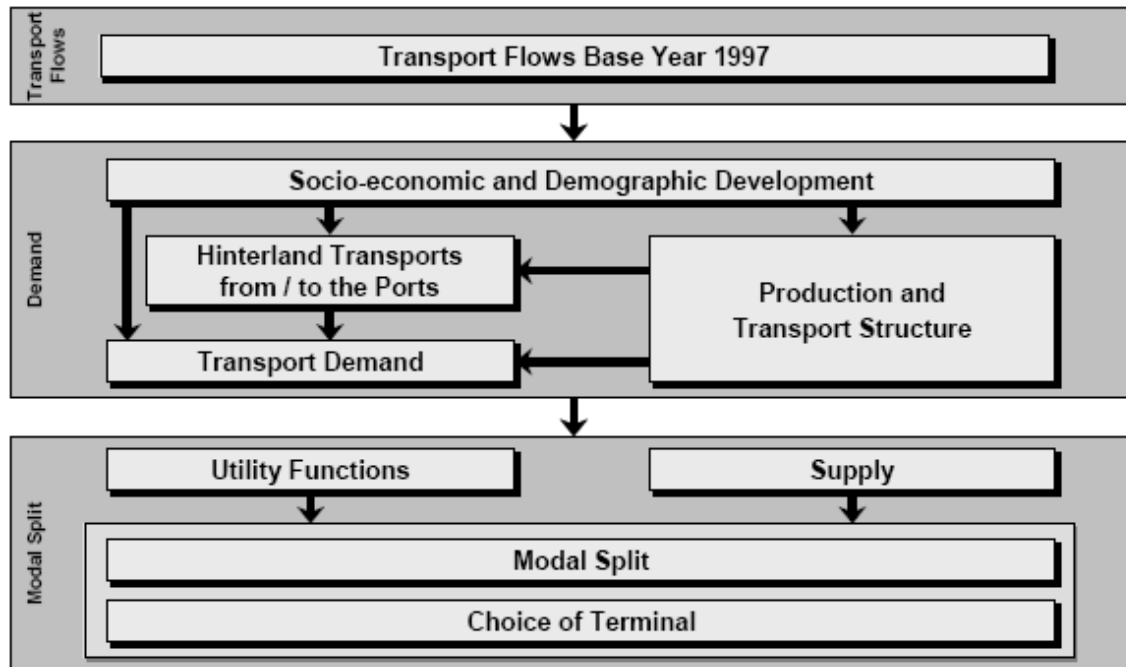 Transport
Flows
Transport Flows Base Year 1997
Demand
Socio-economic and Demographic Development
Hinterland Transports
from / to the Ports
Production and
Transport Structure
Transport Demand
Modal Split
Utility Functions
Supply
Modal Split
Choice of Terminal